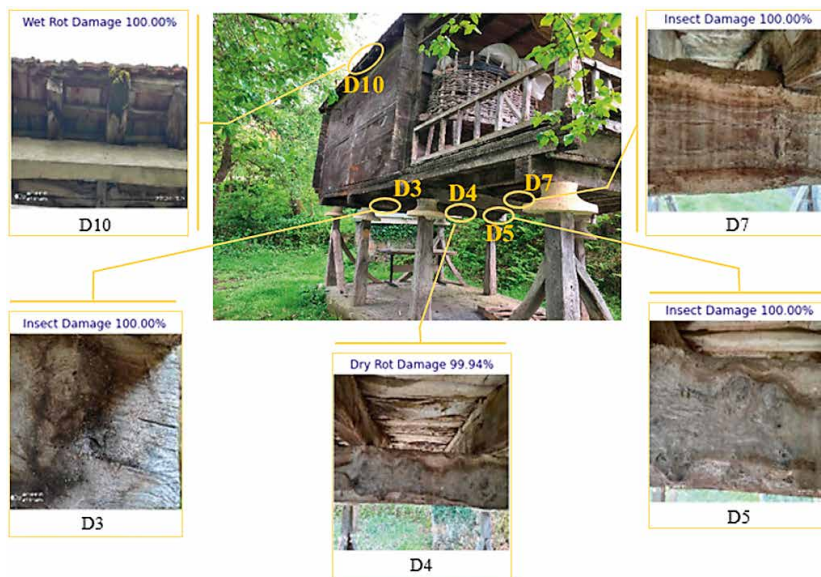 Wet Rot Damage 100.00%
D10
D10
D3
D4
D5
D7
Insect Damage 100.00%
D7
Insect Damage 100.00%
D3
Dry Rot Damage 99.94%
D4
Insect Damage 100.00%
D5